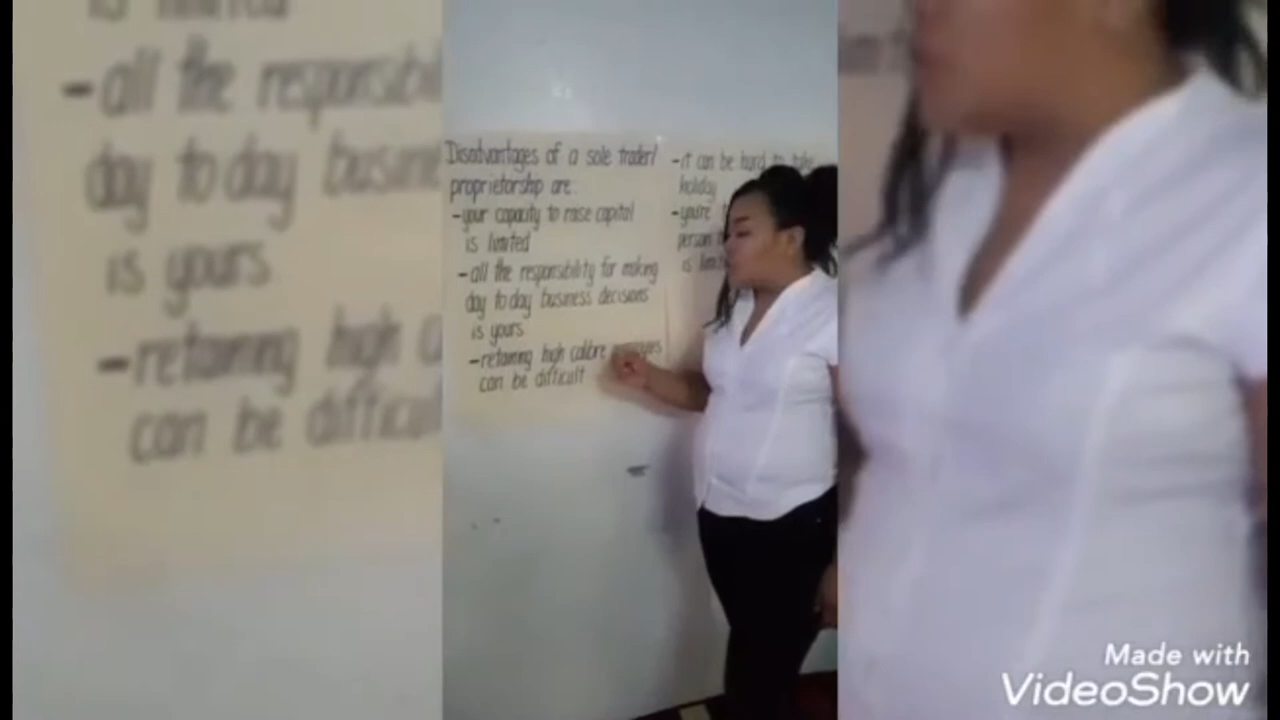 Disadvantages of a sole trader/
proprietorship are:
-your capacity to raise capital
is limited
-all the responsibility for making
day to day business decisions
is yours
-retaining high calibre
can be difficult
-it can be hard to take
holiday
-you're
person
is
Made with
VideoShow